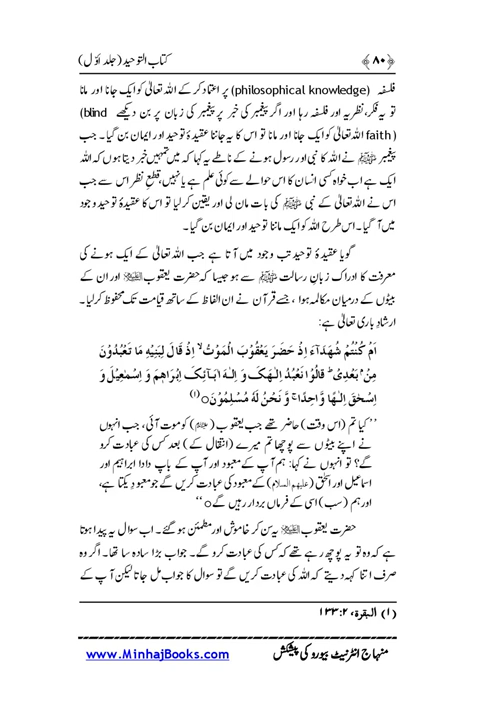 ﴿۸۰﴾ کتاب التوحید (جلد اوّل)
فلسفہ (philosophical knowledge) پر اعتماد کر کے اللہ تعالیٰ کو ایک جانا اور مانا
تو یہ فکر، نظریہ اور فلسفہ رہا اور اگر پیغمبر کی خبر پر پیغمبر کی زبان پر بن دیکھے (blind
faith) اللہ تعالیٰ کو ایک جانا اور مانا تو اس کا یہ جاننا عقیدۂ توحید اور ایمان بن گیا۔ جب
پیغمبر ﷺ نے اللہ کا نبی اور رسول ہونے کے ناطے یہ کہا کہ میں تمہیں خبر دیتا ہوں کہ اللہ
ایک ہے اب خواہ کسی انسان کا اس حوالے سے کوئی علم ہے یا نہیں، قطعِ نظر اس سے جب
اس نے اللہ تعالیٰ کے نبی ﷺ کی بات مان لی اور یقین کر لیا تو اس کا عقیدۂ توحید وجود
میں آ گیا۔ اس طرح اللہ کو ایک ماننا توحید اور ایمان بن گیا۔
گویا عقیدۂ توحید تب وجود میں آتا ہے جب اللہ تعالیٰ کے ایک ہونے کی
معرفت کا ادراک زبانِ رسالت ﷺ سے ہو جیسا کہ حضرت یعقوب علیہ السلام اور ان کے
بیٹوں کے درمیان مکالمہ ہوا ، جسے قرآن نے ان الفاظ کے ساتھ قیامت تک محفوظ کر لیا۔
ارشادِ باری تعالیٰ ہے:
اَمْ کُنْتُمْ شُهَدَآءَ اِذْ حَضَرَ یَعْقُوْبَ الْمَوْتُ ۙ اِذْ قَالَ لِبَنِیْهِ مَا تَعْبُدُوْنَ
مِنْۢ بَعْدِیْ ؕ قَالُوْا نَعْبُدُ اِلٰـهَکَ وَ اِلٰـهَ اٰبَـآئِکَ اِبْرَاهِمَ وَ اِسْمٰعِیْلَ وَ
اِسْحٰقَ اِلٰـهًا وَّاحِدًا ۚ وَّ نَحْنُ لَهٗ مُسْلِمُوْنَ ○ (۱)
”کیا تم (اس وقت) حاضر تھے جب یعقوب (علیہ السلام) کو موت آئی، جب انہوں
نے اپنے بیٹوں سے پوچھا تم میرے (انتقال کے) بعد کس کی عبادت کرو
گے؟ تو انہوں نے کہا: ہم آپ کے معبود اور آپ کے باپ دادا ابراہیم اور
اسماعیل اور اسحٰق (علیہم السلام) کے معبود کی عبادت کریں گے جو معبودِ یکتا ہے،
اور ہم (سب) اسی کے فرماں بردار رہیں گے ○“
حضرت یعقوب علیہ السلام یہ سن کر خاموش اور مطمئن ہو گئے۔ اب سوال یہ پیدا ہوتا
ہے کہ وہ تو یہ پوچھ رہے تھے کہ کس کی عبادت کرو گے۔ جواب بڑا سادہ سا تھا۔ اگر وہ
صرف اتنا کہہ دیتے کہ اللہ کی عبادت کریں گے تو سوال کا جواب مل جاتا لیکن آپ کے
(۱) البقرة، ۲: ۱۳۳
منہاج انٹرنیٹ بیورو کی پیشکش www.MinhajBooks.com